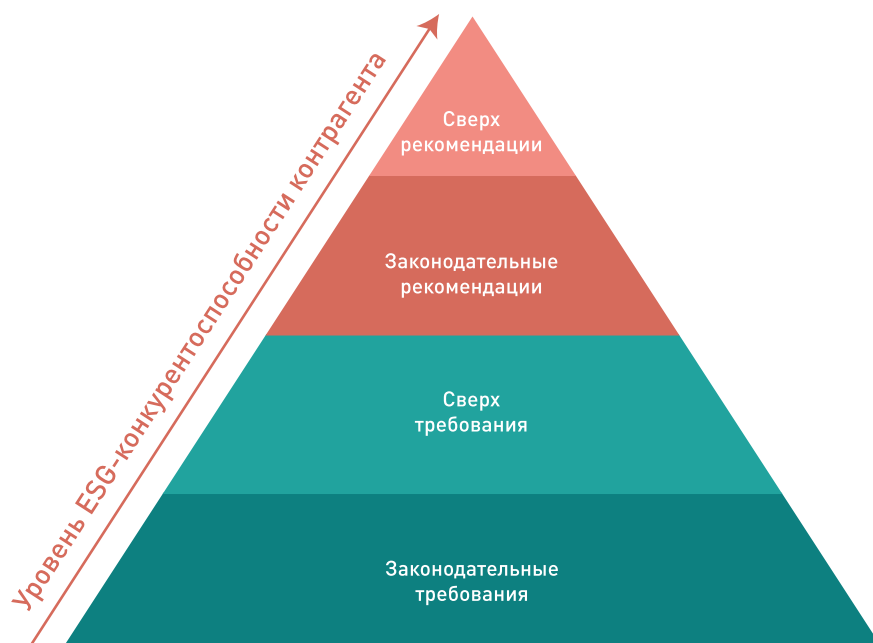 Уровень ESG-конкурентоспособности контрагента
Сверх
рекомендации
Законодательные
рекомендации
Сверх
требования
Законодательные
требования